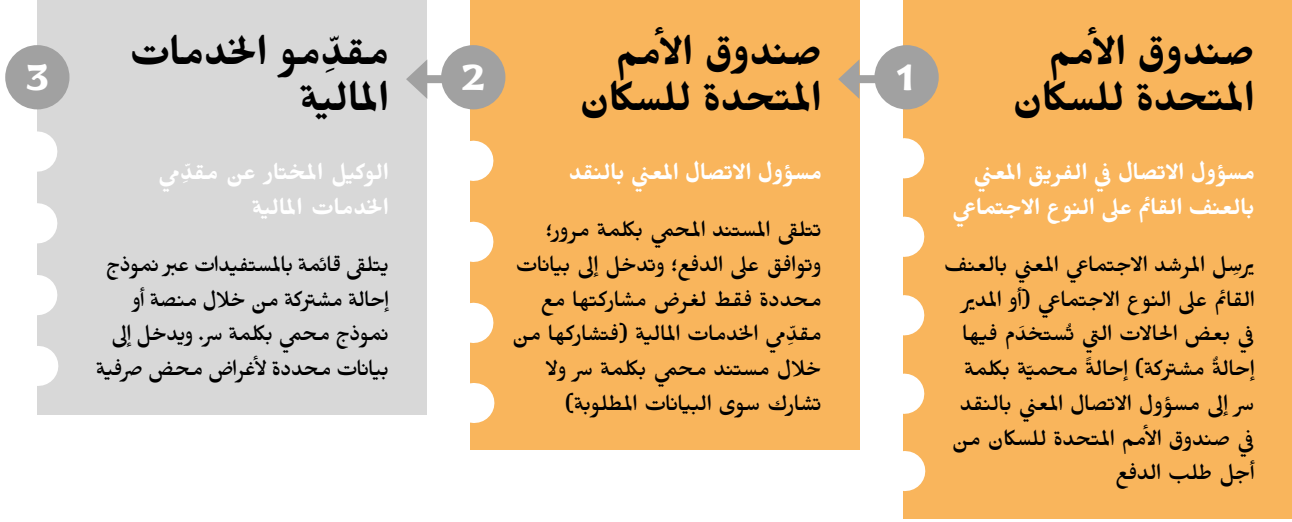 1
صندوق الأمم
المتحدة للسكان
مسؤول الاتصال في الفريق المعني
بالعنف القائم على النوع الاجتماعي
يرسِل المرشد الاجتماعي المعني بالعنف
القائم على النوع الاجتماعي (أو المدير
في بعض الحالات التي تُستخدَم فيها
إحالةٌ مشتركة) إحالةً محميّة بكلمة
سر إلى مسؤول الاتصال المعني بالنقد
في صندوق الأمم المتحدة للسكان من
أجل طلب الدفع
2
صندوق الأمم
المتحدة للسكان
مسؤول الاتصال المعني بالنقد
تتلقى المستند المحمي بكلمة مرور؛
وتوافق على الدفع؛ وتدخل إلى بيانات
محددة فقط لغرض مشاركتها مع
مقدِّمي الخدمات المالية (فتشاركها من
خلال مستند محمي بكلمة سر ولا
تشارك سوى البيانات المطلوبة)
3
مقدِّمو الخدمات
المالية
الوكيل المختار عن مقدِّمي
الخدمات المالية
يتلقى قائمة بالمستفيدات عبر نموذج
إحالة مشتركة من خلال منصة أو
نموذج محمي بكلمة سر. ويدخل إلى
بيانات محددة لأغراض محض صرفية